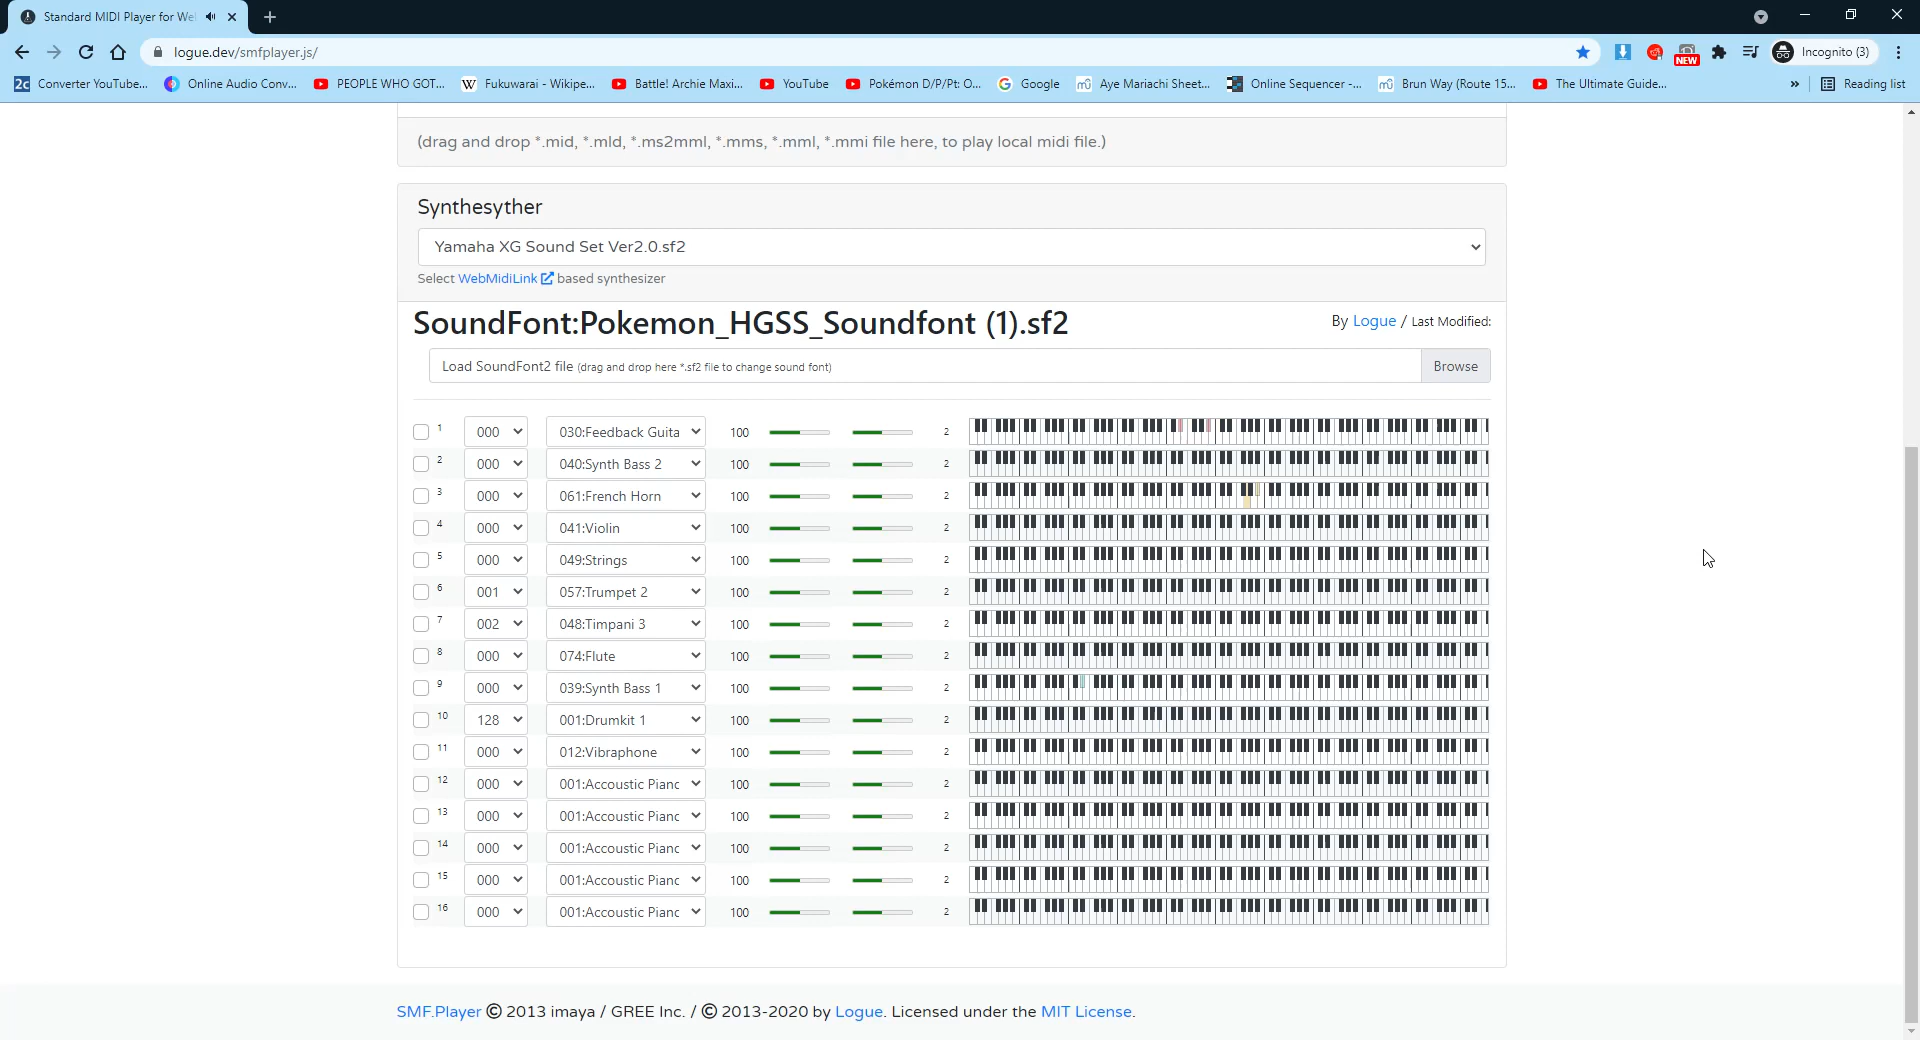 Standard MIDI Player for We
logue.dev/smfplayer.js/
NEW
Incognito (3)
2c Converter YouTube... Online Audio Conv... PEOPLE WHO GOT... W Fukuwarai - Wikipe... Battle! Archie Maxi... YouTube Pokémon D/P/Pt: O... Google Aye Mariachi Sheet... Online Sequencer -... Brun Way (Route 15... The Ultimate Guide... » Reading list
(drag and drop *.mid, *.mld, *.ms2mml, *.mms, *.mml, *.mmi file here, to play local midi file.)
Synthesyther
Yamaha XG Sound Set Ver2.0.sf2
Select WebMidiLink based synthesizer
SoundFont:Pokemon_HGSS_Soundfont (1).sf2
By Logue / Last Modified:
Load SoundFont2 file (drag and drop here *.sf2 file to change sound font) Browse
1 000 030:Feedback Guita 100 2
2 000 040:Synth Bass 2 100 2
3 000 061:French Horn 100 2
4 000 041:Violin 100 2
5 000 049:Strings 100 2
6 001 057:Trumpet 2 100 2
7 002 048:Timpani 3 100 2
8 000 074:Flute 100 2
9 000 039:Synth Bass 1 100 2
10 128 001:Drumkit 1 100 2
11 000 012:Vibraphone 100 2
12 000 001:Accoustic Pianc 100 2
13 000 001:Accoustic Pianc 100 2
14 000 001:Accoustic Pianc 100 2
15 000 001:Accoustic Pianc 100 2
16 000 001:Accoustic Pianc 100 2
SMF.Player © 2013 imaya / GREE Inc. / © 2013-2020 by Logue. Licensed under the MIT License.